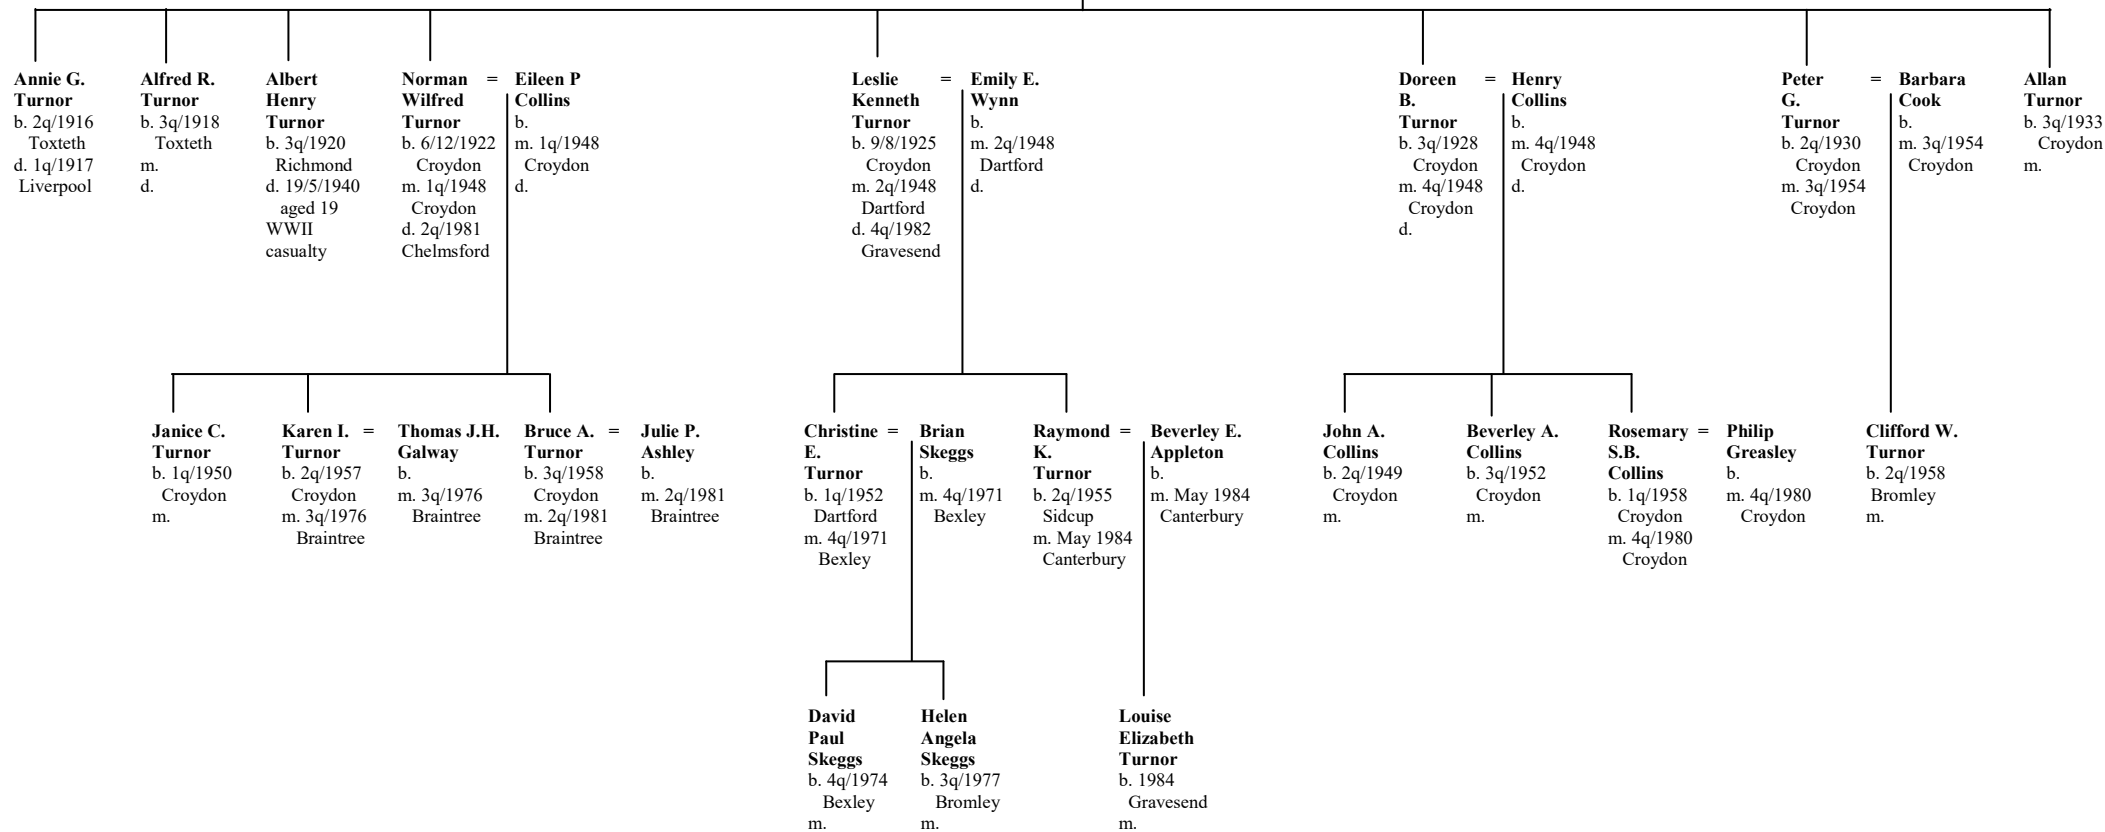 Annie G.
Turnor
b. 2q/1916
Toxteth
d. 1q/1917
Liverpool
Alfred R.
Turnor
b. 3q/1918
Toxteth
m.
d.
Albert
Henry
Turnor
b. 3q/1920
Richmond
d. 19/5/1940
aged 19
WWII
casualty
Norman =
Wilfred
Turnor
b. 6/12/1922
Croydon
m. 1q/1948
Croydon
d. 2q/1981
Chelmsford
Eileen P
Collins
b.
m. 1q/1948
Croydon
d.
Leslie =
Kenneth
Turnor
b. 9/8/1925
Croydon
m. 2q/1948
Dartford
d. 4q/1982
Gravesend
Emily E.
Wynn
b.
m. 2q/1948
Dartford
d.
Doreen =
B.
Turnor
b. 3q/1928
Croydon
m. 4q/1948
Croydon
d.
Henry
Collins
b.
m. 4q/1948
Croydon
d.
Peter =
G.
Turnor
b. 2q/1930
Croydon
m. 3q/1954
Croydon
Barbara
Cook
b.
m. 3q/1954
Croydon
Allan
Turnor
b. 3q/1933
Croydon
m.
Janice C.
Turnor
b. 1q/1950
Croydon
m.
Karen I. =
Turnor
b. 2q/1957
Croydon
m. 3q/1976
Braintree
Thomas J.H.
Galway
b.
m. 3q/1976
Braintree
Bruce A. =
Turnor
b. 3q/1958
Croydon
m. 2q/1981
Braintree
Julie P.
Ashley
b.
m. 2q/1981
Braintree
Christine =
E.
Turnor
b. 1q/1952
Dartford
m. 4q/1971
Bexley
Brian
Skeggs
b.
m. 4q/1971
Bexley
Raymond =
K.
Turnor
b. 2q/1955
Sidcup
m. May 1984
Canterbury
Beverley E.
Appleton
b.
m. May 1984
Canterbury
John A.
Collins
b. 2q/1949
Croydon
m.
Beverley A.
Collins
b. 3q/1952
Croydon
m.
Rosemary =
S.B.
Collins
b. 1q/1958
Croydon
m. 4q/1980
Croydon
Philip
Greasley
b.
m. 4q/1980
Croydon
Clifford W.
Turnor
b. 2q/1958
Bromley
m.
David
Paul
Skeggs
b. 4q/1974
Bexley
m.
Helen
Angela
Skeggs
b. 3q/1977
Bromley
m.
Louise
Elizabeth
Turnor
b. 1984
Gravesend
m.